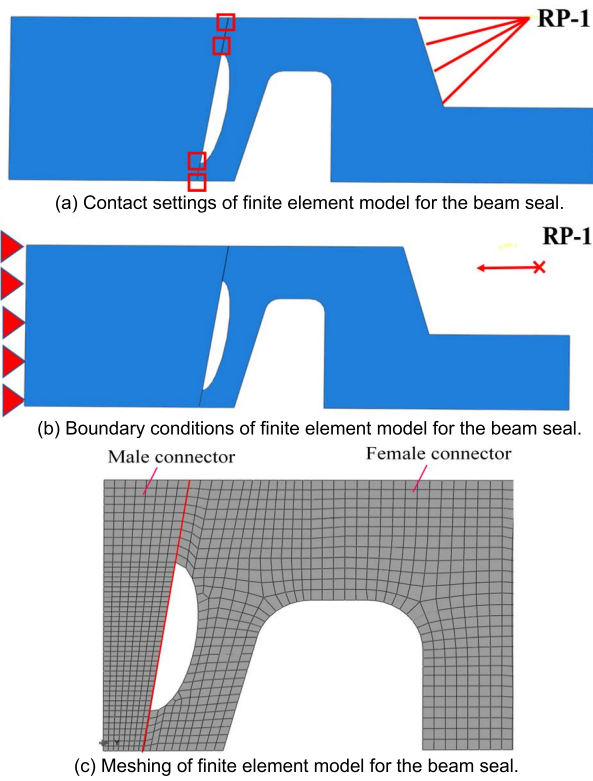 RP-1
(a) Contact settings of finite element model for the beam seal.
RP-1
(b) Boundary conditions of finite element model for the beam seal.
Male connector
Female connector
Y
(c) Meshing of finite element model for the beam seal.